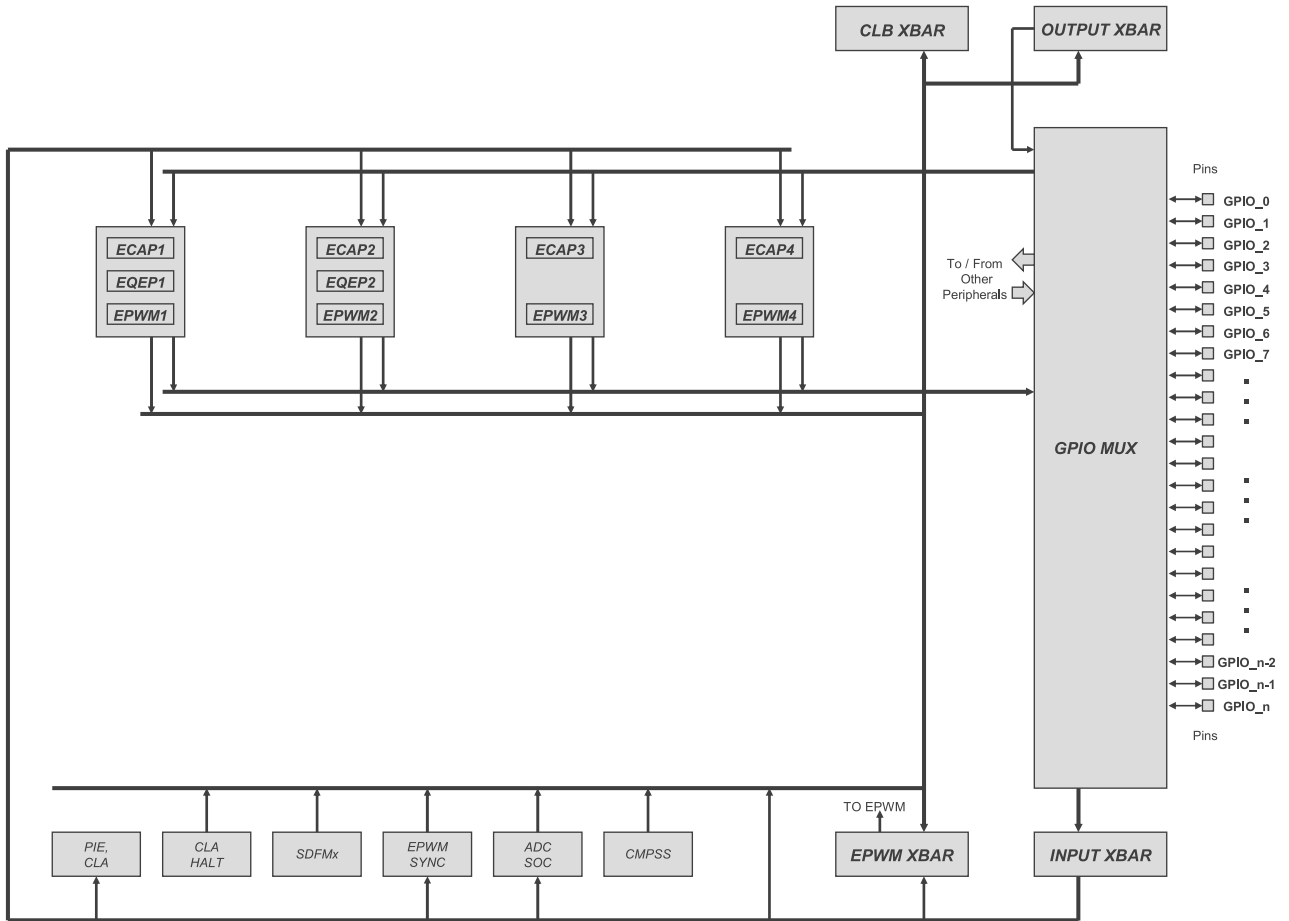 CLB XBAR
OUTPUT XBAR
Pins
GPIO_0
GPIO_1
GPIO_2
GPIO_3
GPIO_4
GPIO_5
GPIO_6
GPIO_7
ECAP1
EQEP1
EPWM1
ECAP2
EQEP2
EPWM2
ECAP3
EPWM3
ECAP4
EPWM4
To / From
Other
Peripherals
GPIO MUX
GPIO_n-2
GPIO_n-1
GPIO_n
Pins
TO EPWM
PIE,
CLA
CLA
HALT
SDFMx
EPWM
SYNC
ADC
SOC
CMPSS
EPWM XBAR
INPUT XBAR